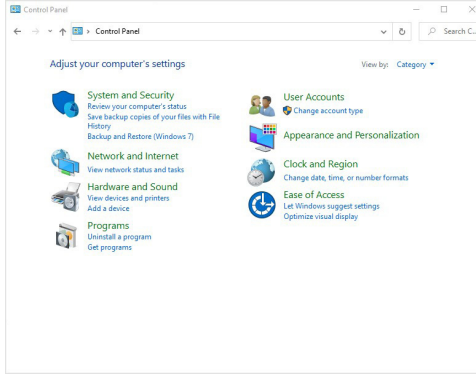 Control Panel
Control Panel
Search C...
Adjust your computer's settings
View by: Category
System and Security
Review your computer's status
Save backup copies of your files with File
History
Backup and Restore (Windows 7)
Network and Internet
View network status and tasks
Hardware and Sound
View devices and printers
Add a device
Programs
Uninstall a program
Get programs
User Accounts
Change account type
Appearance and Personalization
Clock and Region
Change date, time, or number formats
Ease of Access
Let Windows suggest settings
Optimize visual display